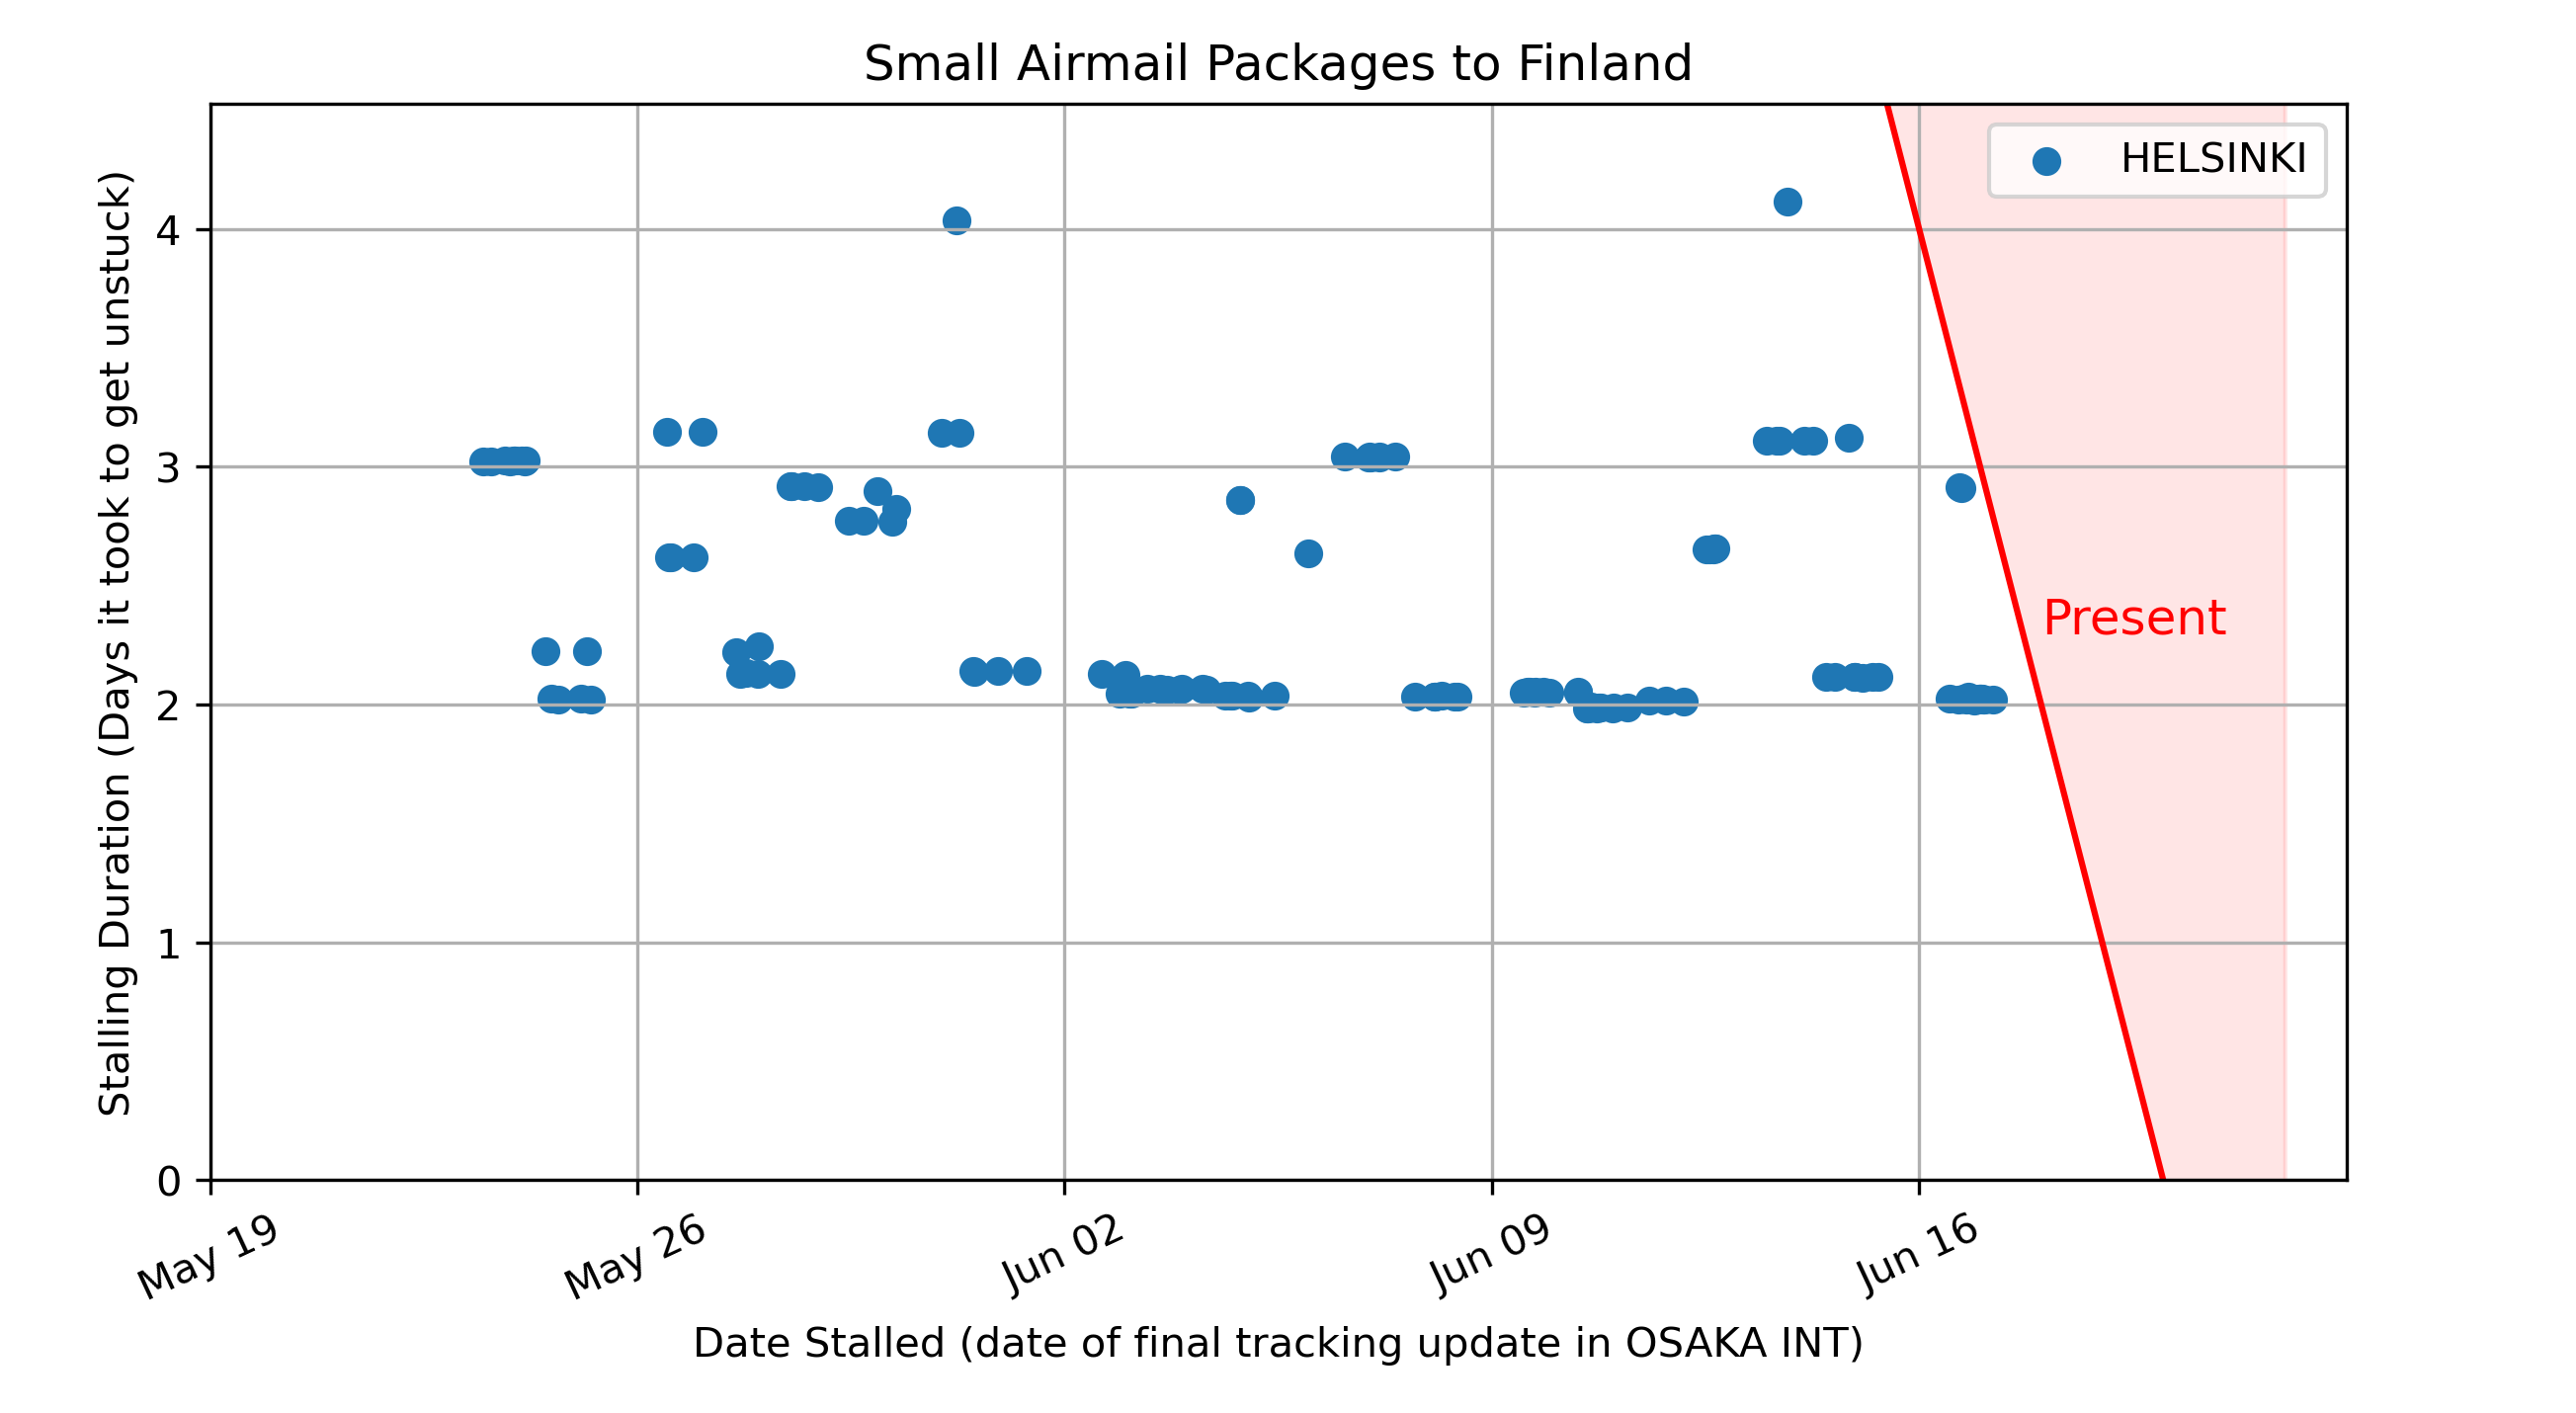 Small Airmail Packages to Finland
HELSINKI
Stalling Duration (Days it took to get unstuck)
4
3
2
1
0
Present
May 19
May 26
Jun 02
Jun 09
Jun 16
Date Stalled (date of final tracking update in OSAKA INT)